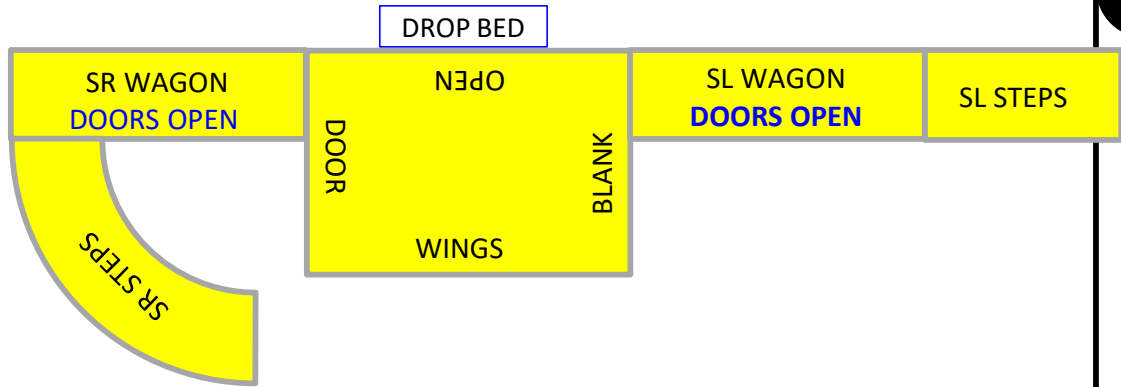 DROP BED
SR WAGON
DOORS OPEN
OPEN
SL WAGON
DOORS OPEN
SL STEPS
DOOR
BLANK
WINGS
SR STEPS